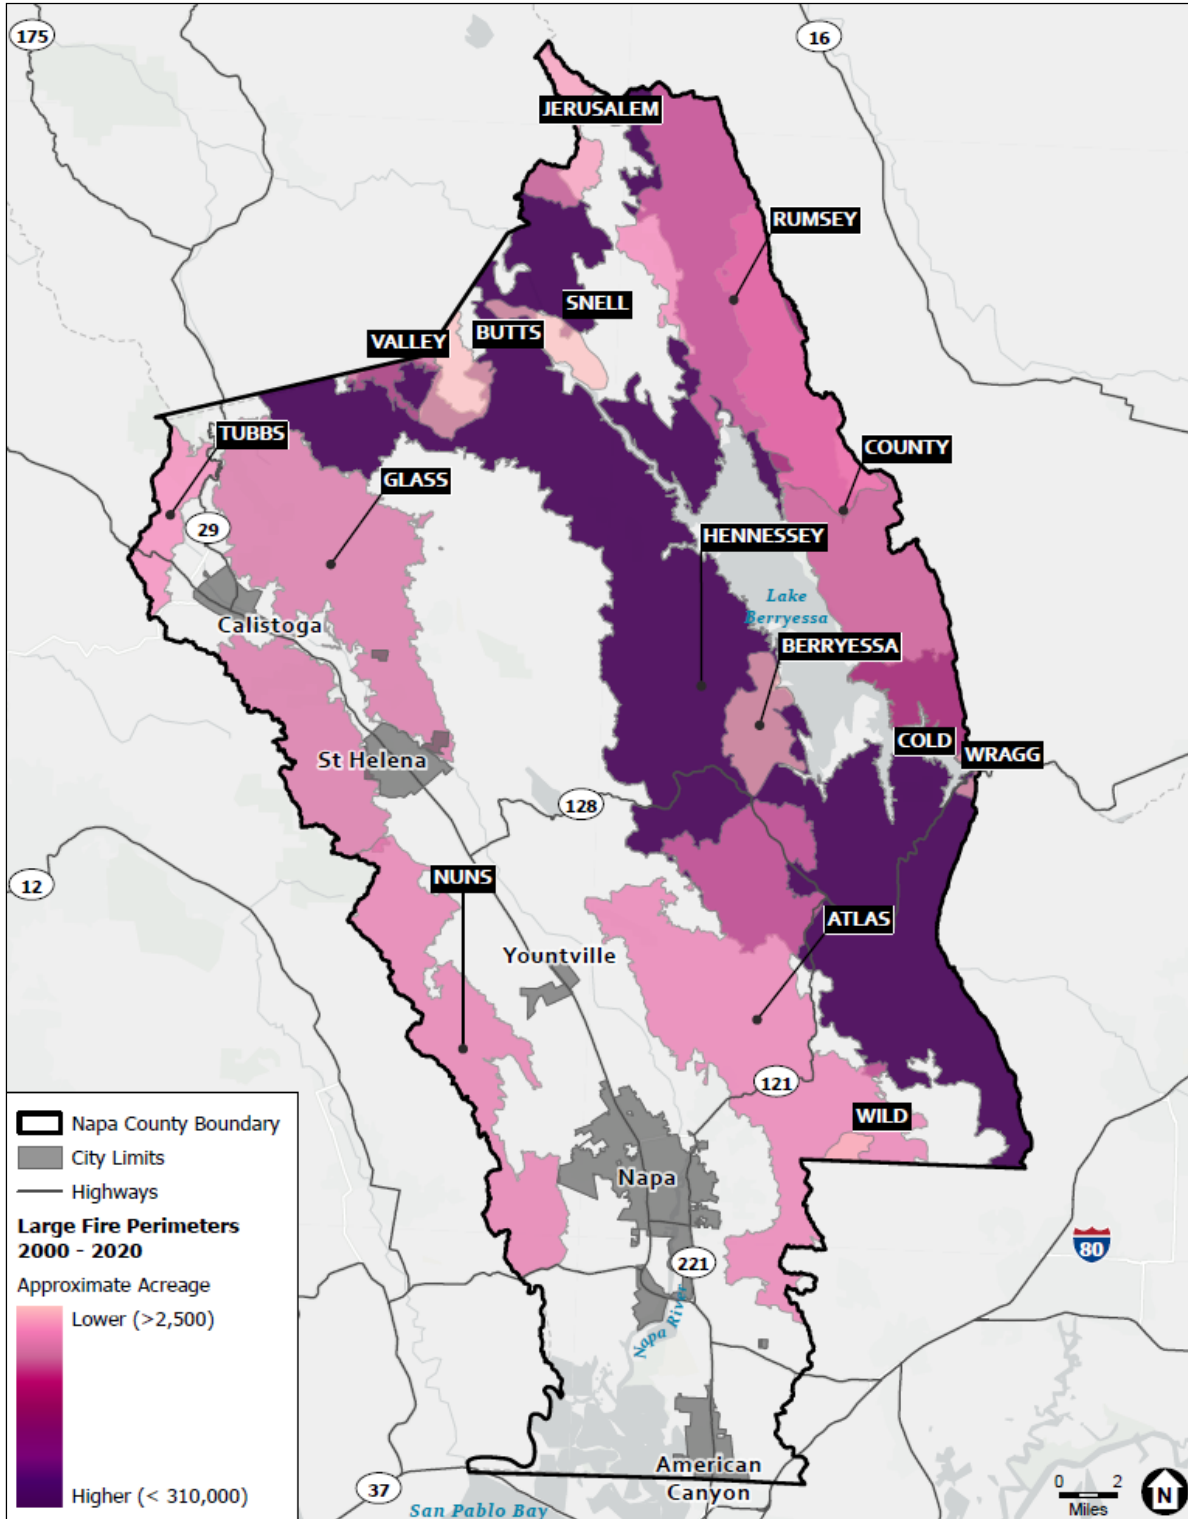 175
16
JERUSALEM
RUMSEY
SNELL
BUTTS
VALLEY
TUBBS
COUNTY
GLASS
29
HENNESSEY
Lake
Berryessa
Calistoga
BERRYESSA
COLD
WRAGG
St Helena
128
12
NUNS
ATLAS
Yountville
121
WILD
Napa
80
221
Napa River
American
Canyon
37
San Pablo Bay
Napa County Boundary
City Limits
Highways
Large Fire Perimeters
2000 - 2020
Approximate Acreage
Lower (>2,500)
Higher (< 310,000)
0 2
Miles
N